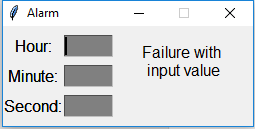 Alarm
Hour:
Minute:
Second:
Failure with
input value